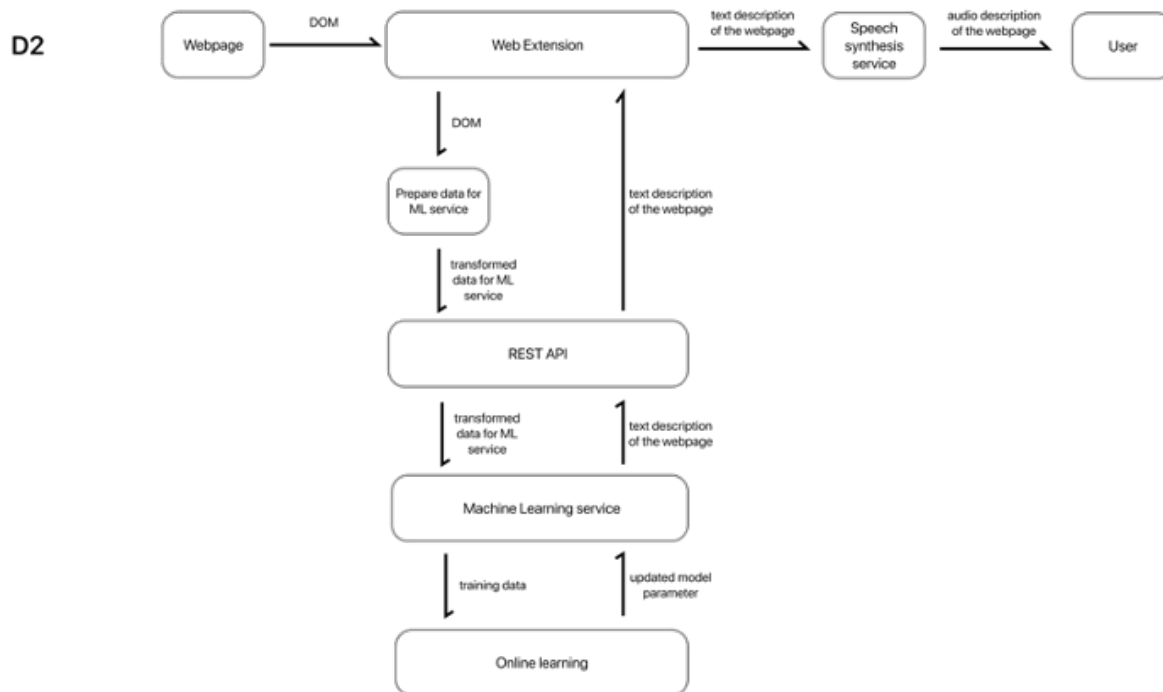 D2
Webpage
DOM
Web Extension
text description
of the webpage
Speech
synthesis
service
audio description
of the webpage
User
DOM
Prepare data for
ML service
text description
of the webpage
transformed
data for ML
service
REST API
transformed
data for ML
service
text description
of the webpage
Machine Learning service
training data
updated model
parameter
Online learning